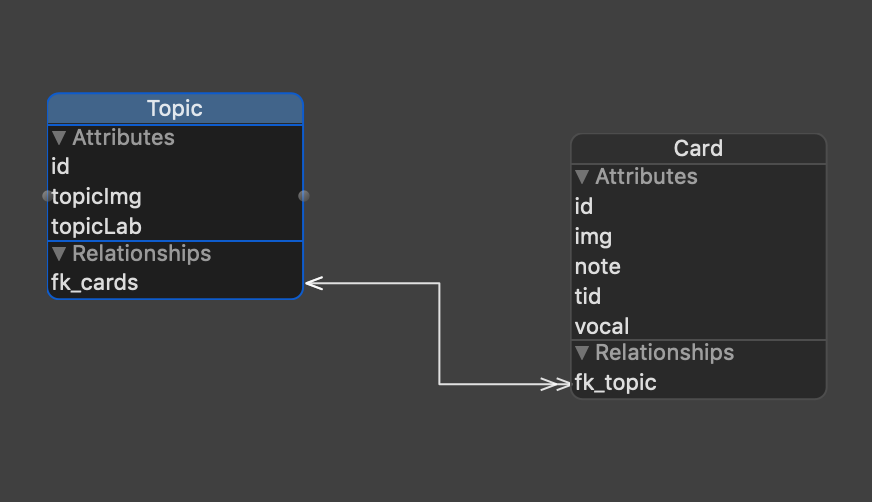 Topic
Attributes
id
topicImg
topicLab
Relationships
fk_cards
Card
Attributes
id
img
note
tid
vocal
Relationships
fk_topic